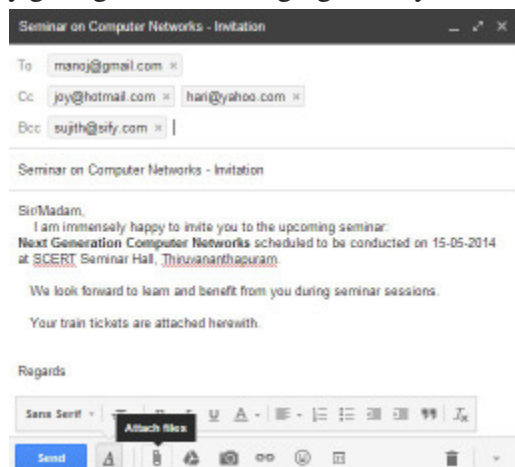 Seminar on Computer Networks - Invitation
To manoj@gmail.com ×
Cc joy@hotmail.com × hari@yahoo.com ×
Bcc sujith@sify.com ×
Seminar on Computer Networks - Invitation
Sir/Madam,
I am immensely happy to invite you to the upcoming seminar:
Next Generation Computer Networks scheduled to be conducted on 15-05-2014
at SCERT Seminar Hall, Thiruvananthapuram.
We look forward to learn and benefit from you during seminar sessions.
Your train tickets are attached herewith.
Regards
Sans Serif
Attach files
Send